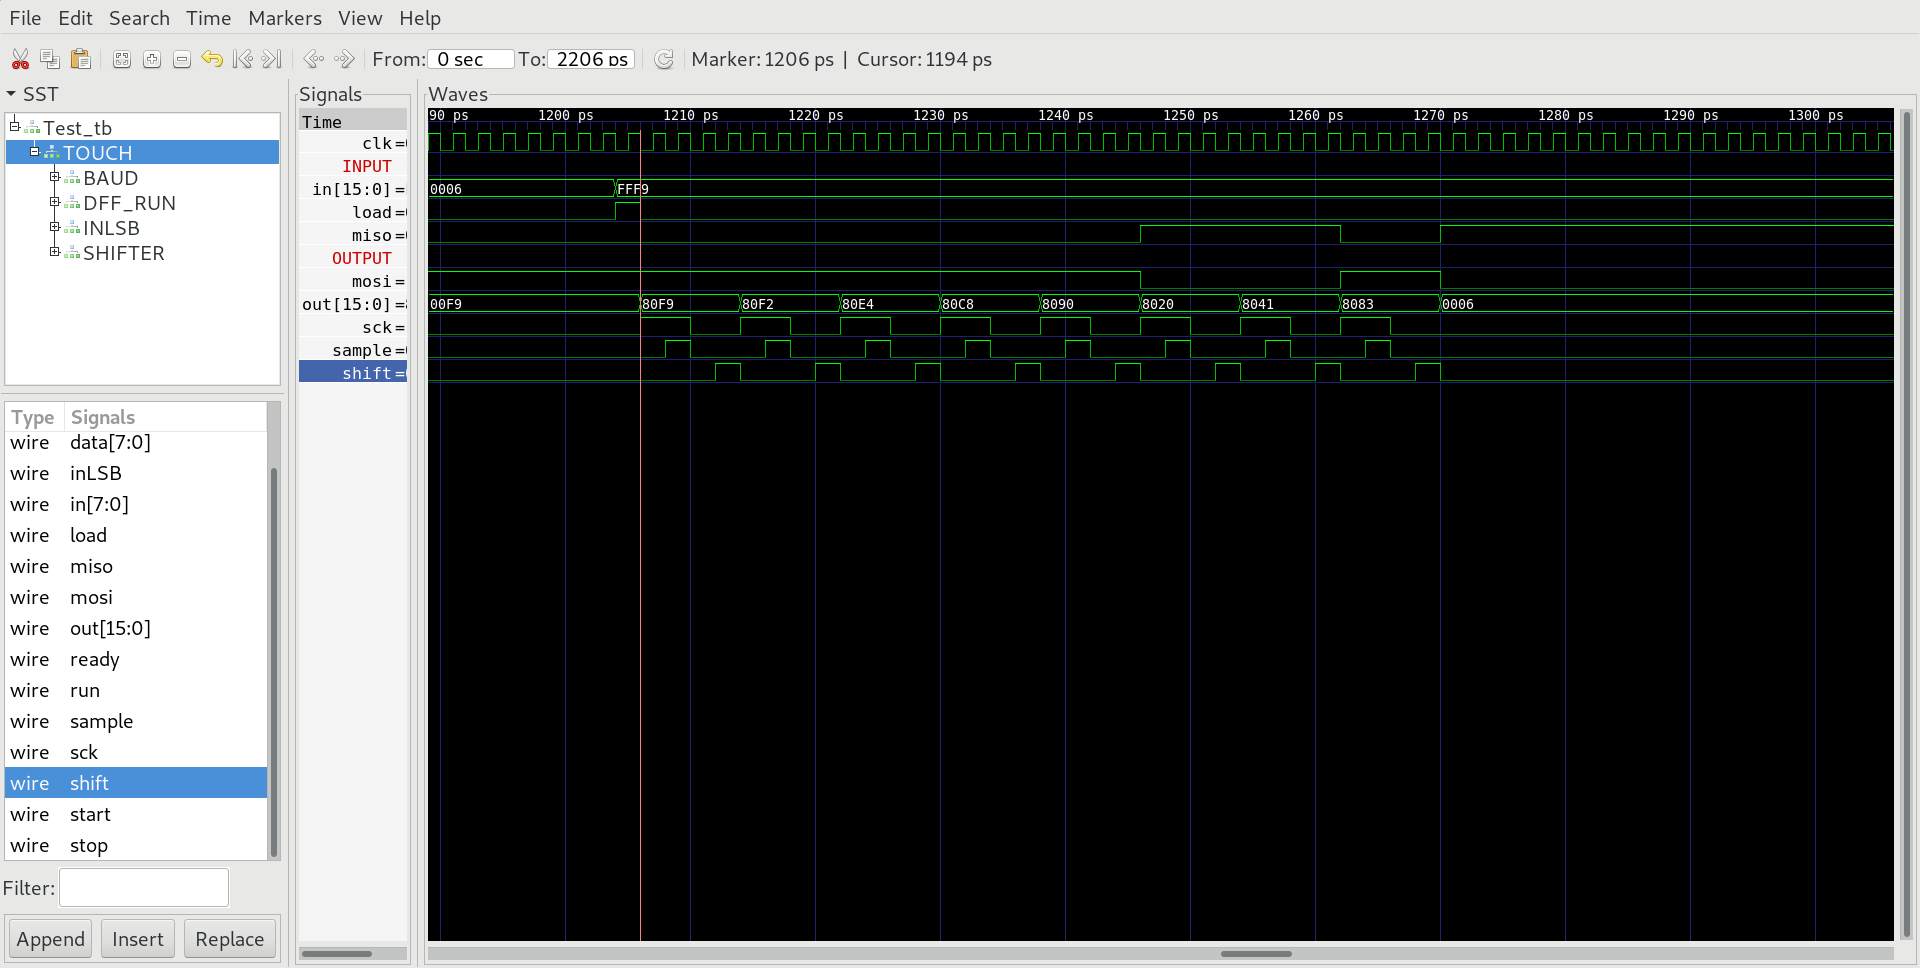 File Edit Search Time Markers View Help
From: 0 sec To: 2206 ps Marker: 1206 ps | Cursor: 1194 ps
SST
Test_tb
TOUCH
BAUD
DFF_RUN
INLSB
SHIFTER
Type Signals
wire data[7:0]
wire inLSB
wire in[7:0]
wire load
wire miso
wire mosi
wire out[15:0]
wire ready
wire run
wire sample
wire sck
wire shift
wire start
wire stop
Filter:
Append Insert Replace
Signals
Time
clk=
INPUT
in[15:0]=
load=
miso=
OUTPUT
mosi=
out[15:0]=
sck=
sample=
shift=
Waves
90 ps 1200 ps 1210 ps 1220 ps 1230 ps 1240 ps 1250 ps 1260 ps 1270 ps 1280 ps 1290 ps 1300 ps
0006 FFF9
00F9 80F9 80F2 80E4 80C8 8090 8020 8041 8083 0006